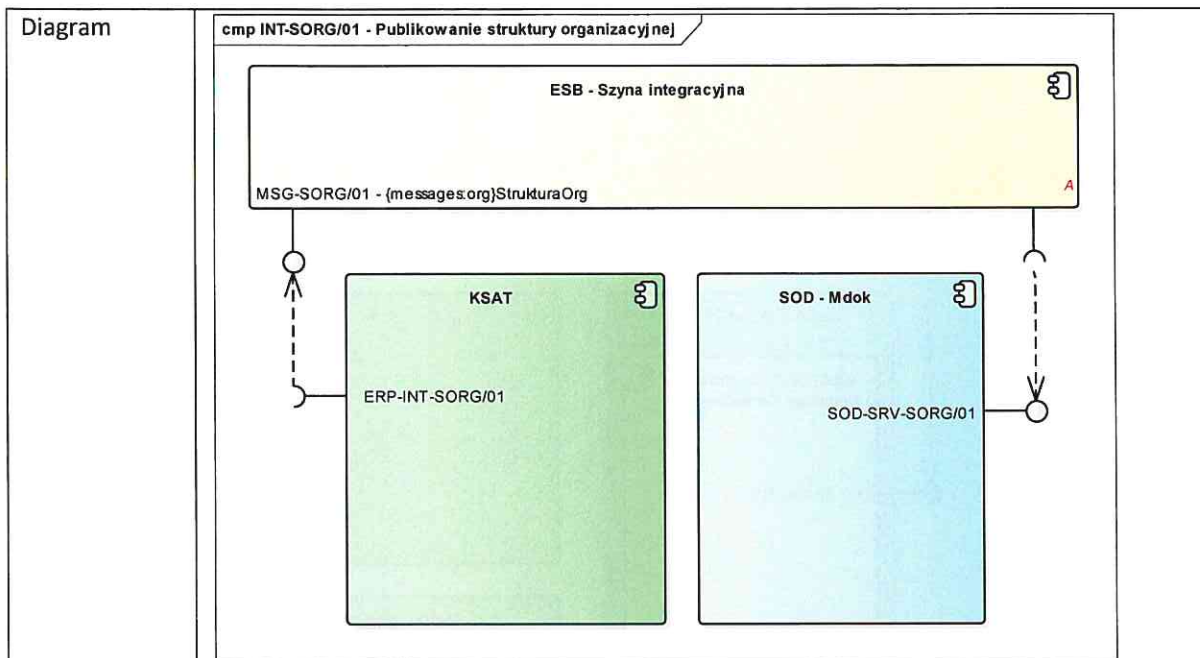 Diagram
cmp INT-SORG/01 - Publikowanie struktury organizacyjnej
ESB - Szyna integracyjna
MSG-SORG/01 - {messages:org}StrukturaOrg
A
KSAT
SOD - Mdok
ERP-INT-SORG/01
SOD-SRV-SORG/01